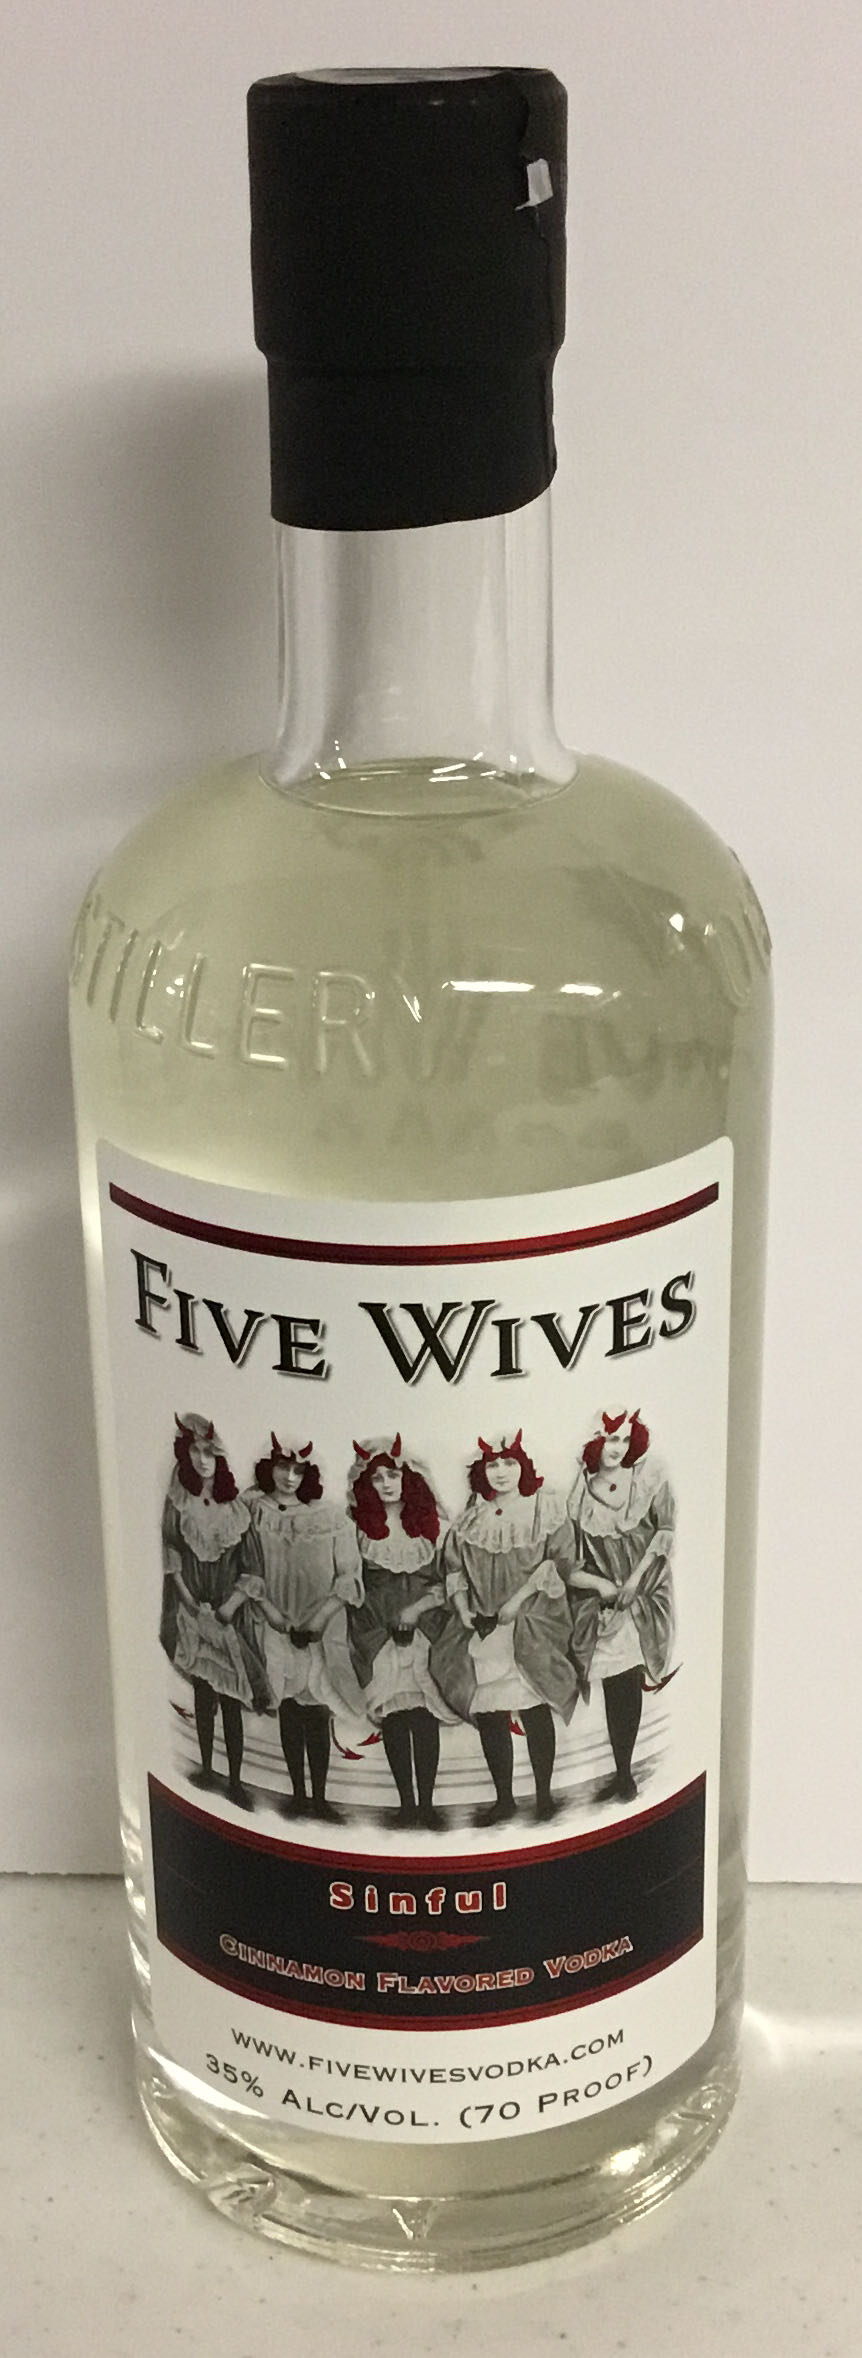 Five Wives
Sinful
Cinnamon Flavored Vodka
www.fivewivesvodka.com
35% Alc/Vol. (70 Proof)